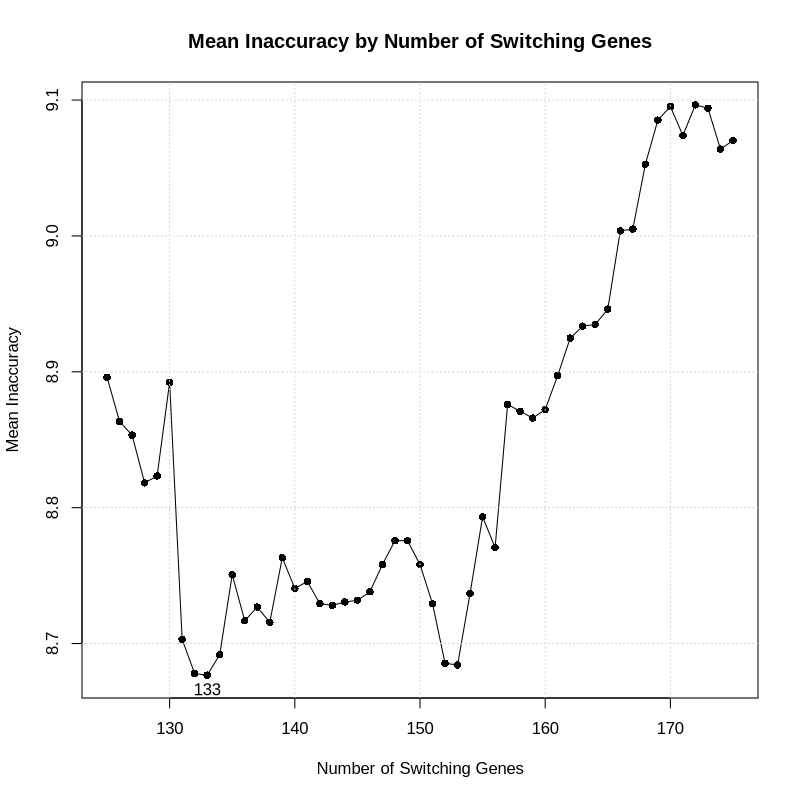 Mean Inaccuracy by Number of Switching Genes
Mean Inaccuracy
9.1
9.0
8.9
8.8
8.7
133
130 140 150 160 170
Number of Switching Genes